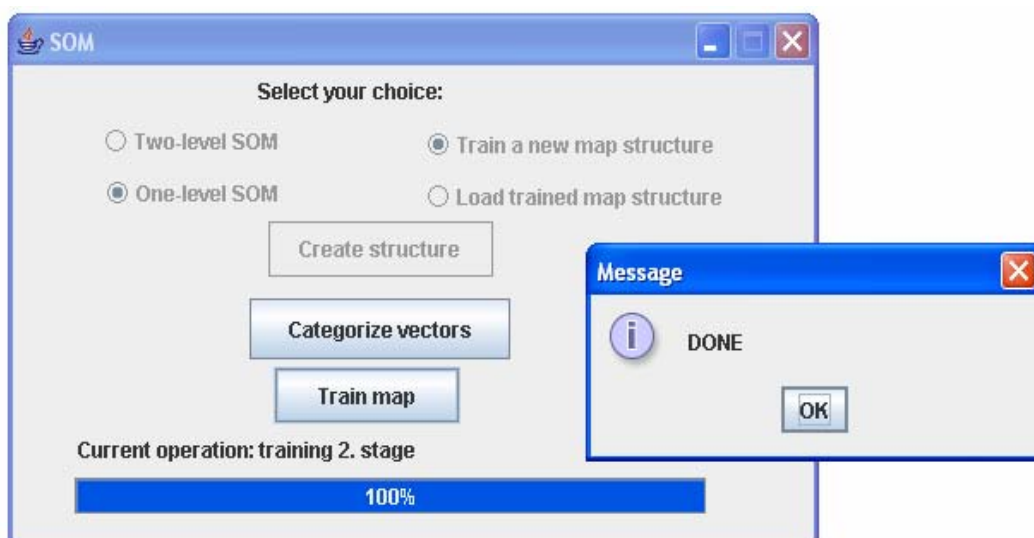 SOM
Select your choice:
Two-level SOM
Train a new map structure
One-level SOM
Load trained map structure
Create structure
Categorize vectors
Train map
Current operation: training 2. stage
100%
Message
i
DONE
OK